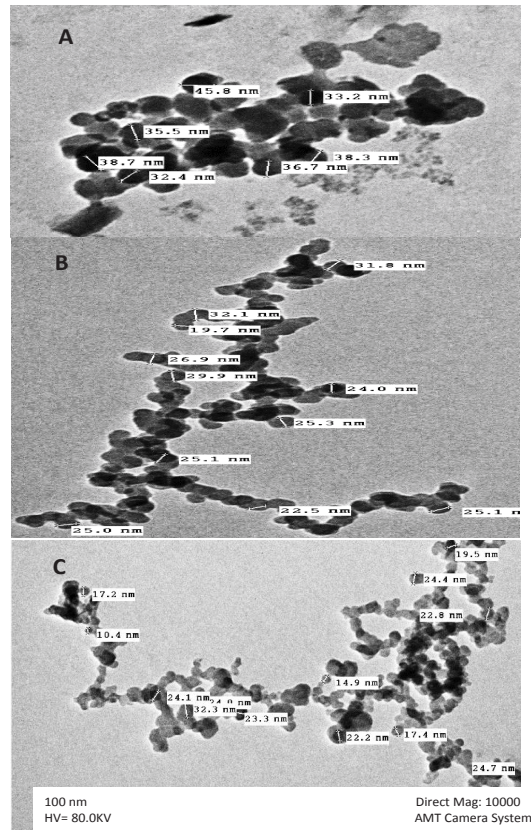 A
45.8 nm
33.2 nm
35.5 nm
38.7 nm
38.3 nm
32.4 nm
36.7 nm
B
31.8 nm
32.1 nm
19.7 nm
26.9 nm
29.9 nm
24.0 nm
25.3 nm
25.1 nm
22.5 nm
25.1 n
25.0 nm
C
19.5 nm
24.4 nm
17.2 nm
22.8 nm
10.4 nm
14.9 nm
24.1 nm
32.3 nm
23.3 nm
22.2 nm
17.4 nm
24.7 nm
100 nm
Direct Mag: 10000
HV= 80.0KV
AMT Camera System